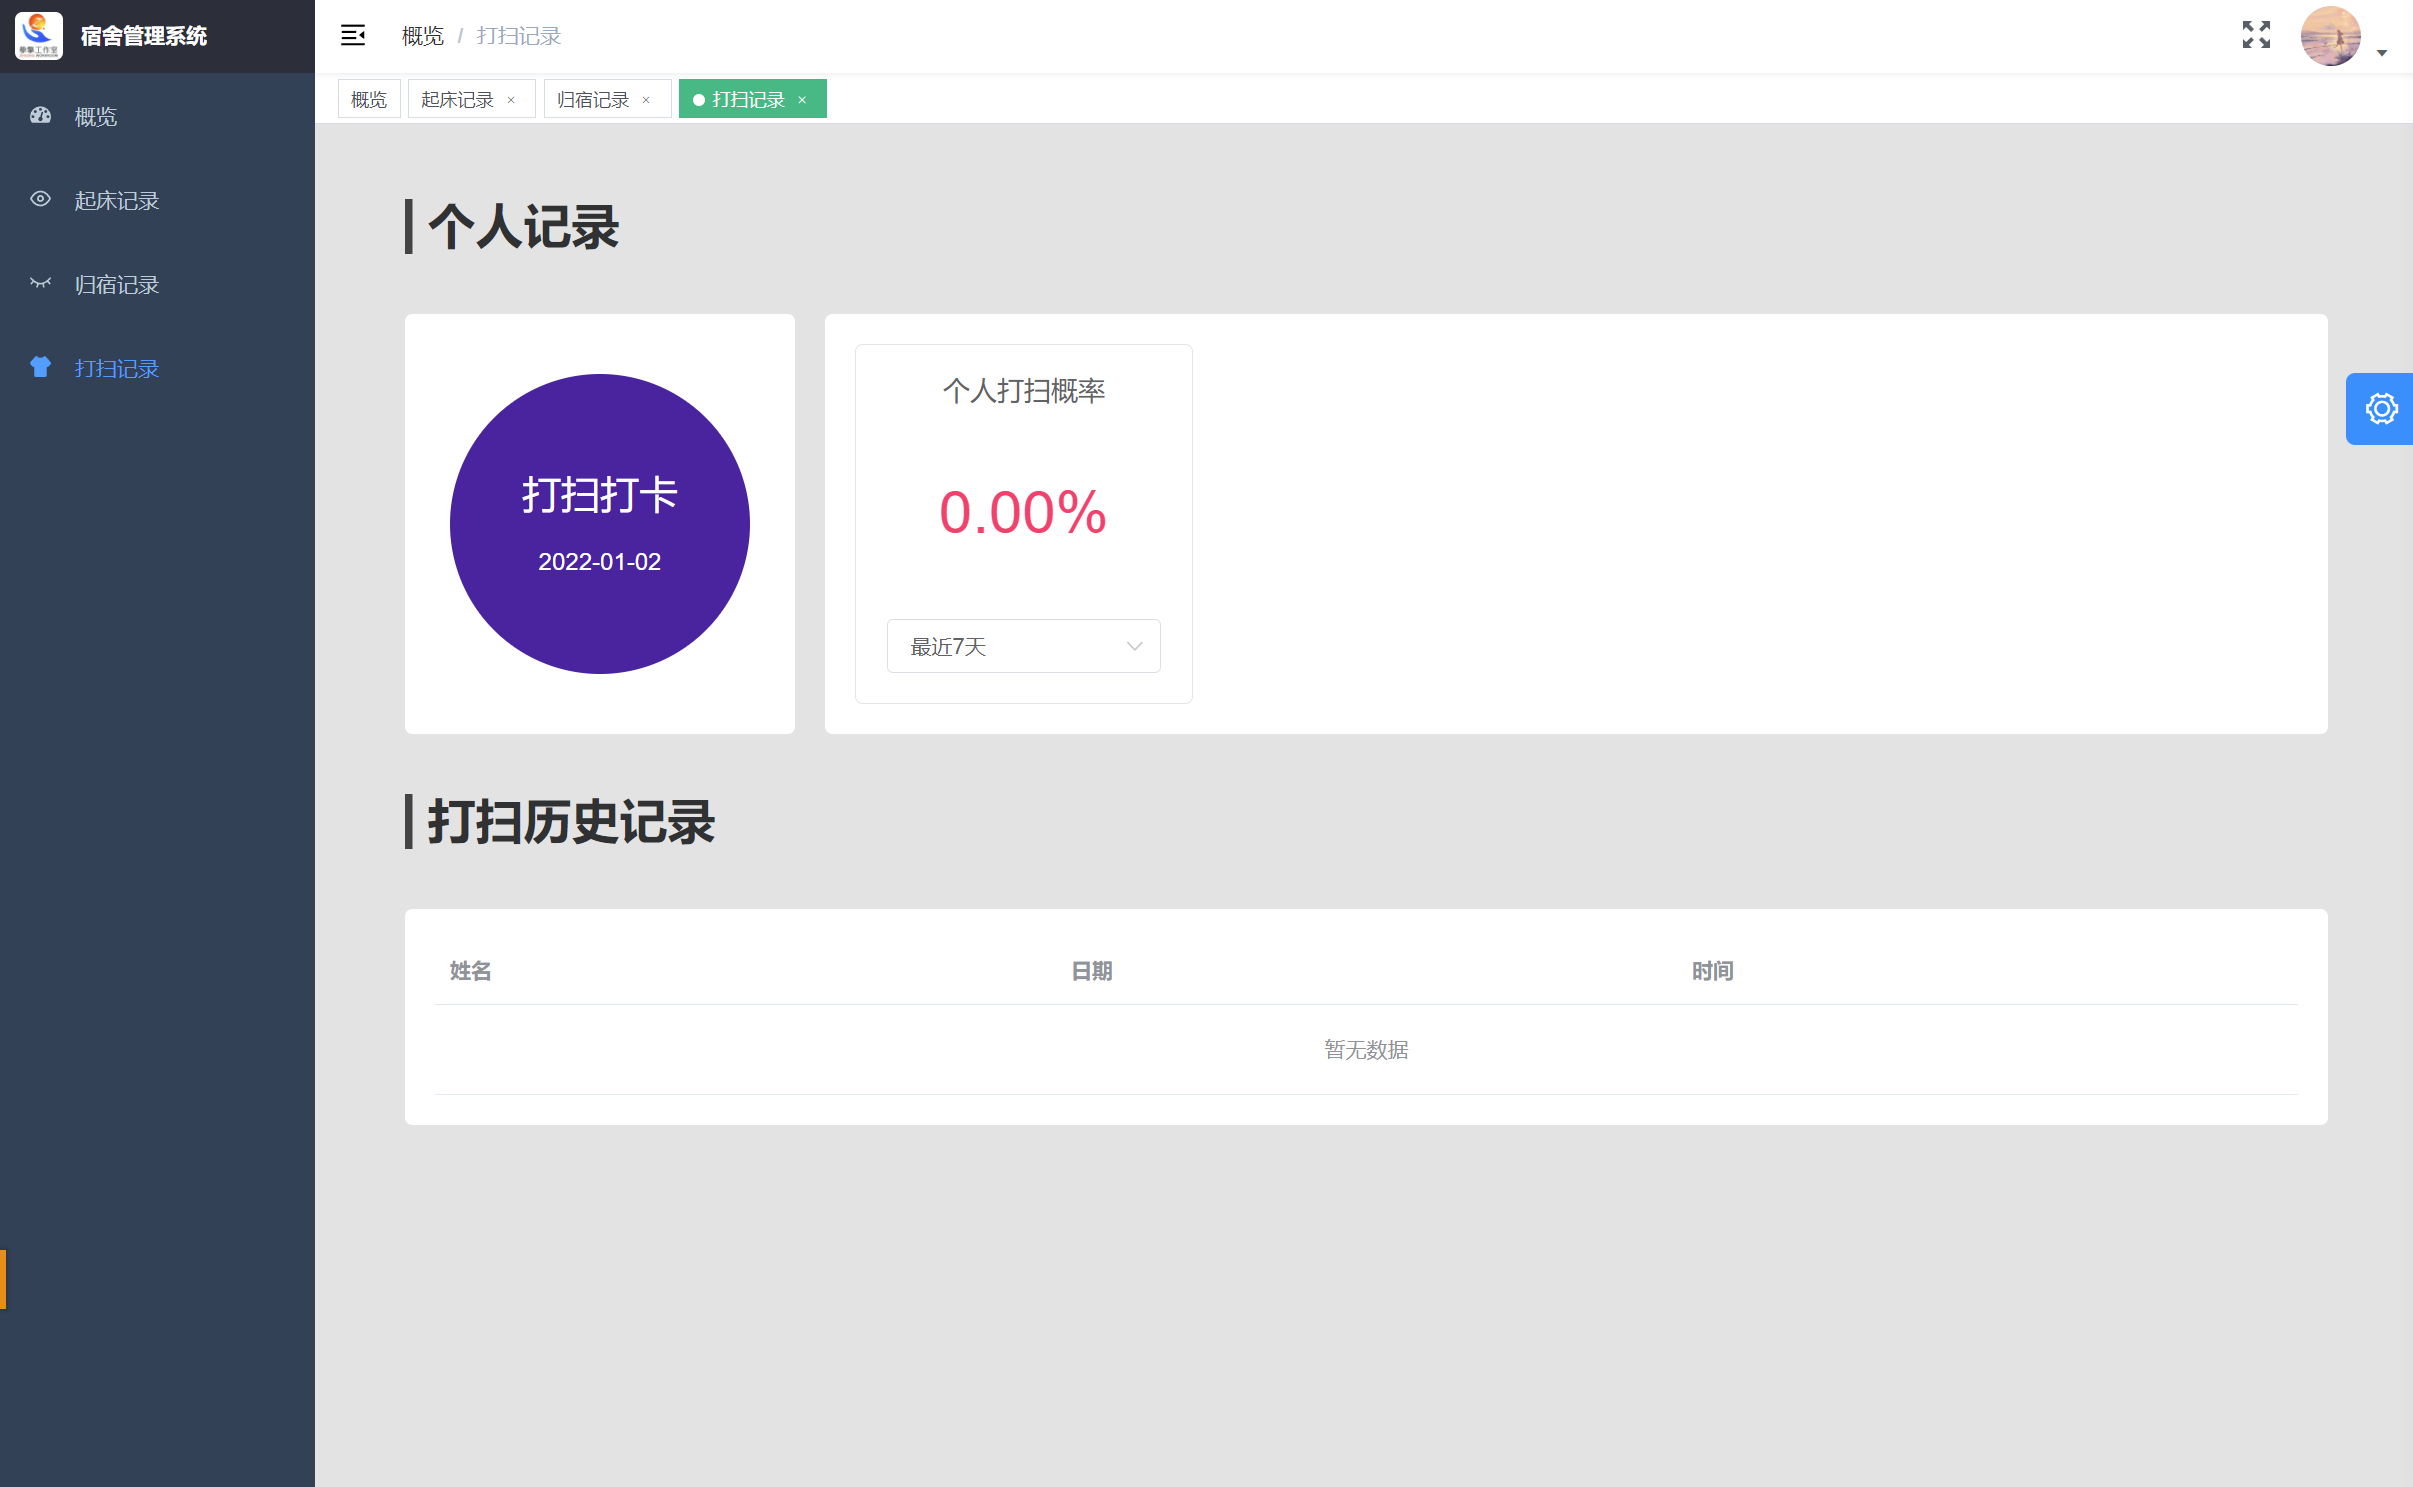 宿舍管理系统
概览 / 打扫记录
概览
起床记录 ×
归宿记录 ×
打扫记录 ×
概览
起床记录
归宿记录
打扫记录
个人记录
打扫打卡
2022-01-02
个人打扫概率
0.00%
最近7天
打扫历史记录
姓名 日期 时间
暂无数据